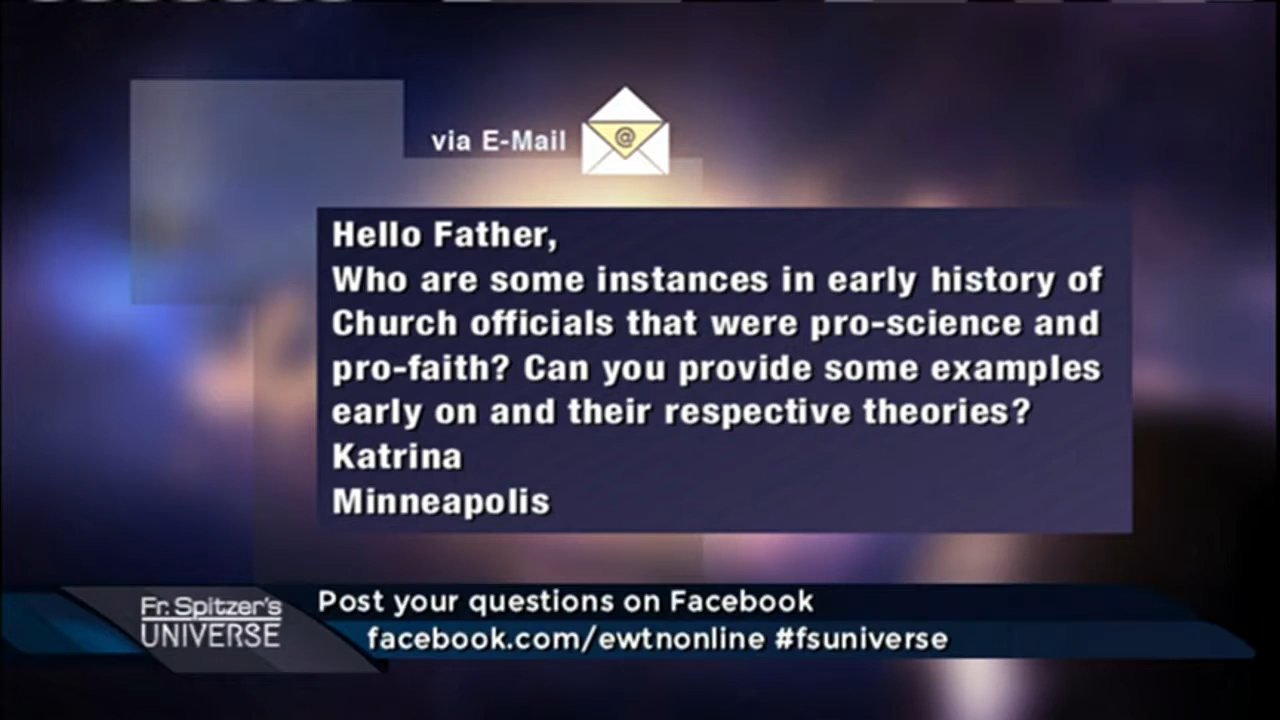 via E-Mail
@
Hello Father,
Who are some instances in early history of
Church officials that were pro-science and
pro-faith? Can you provide some examples
early on and their respective theories?
Katrina
Minneapolis
Fr. Spitzer's
UNIVERSE
Post your questions on Facebook
facebook.com/ewtnonline #fsuniverse